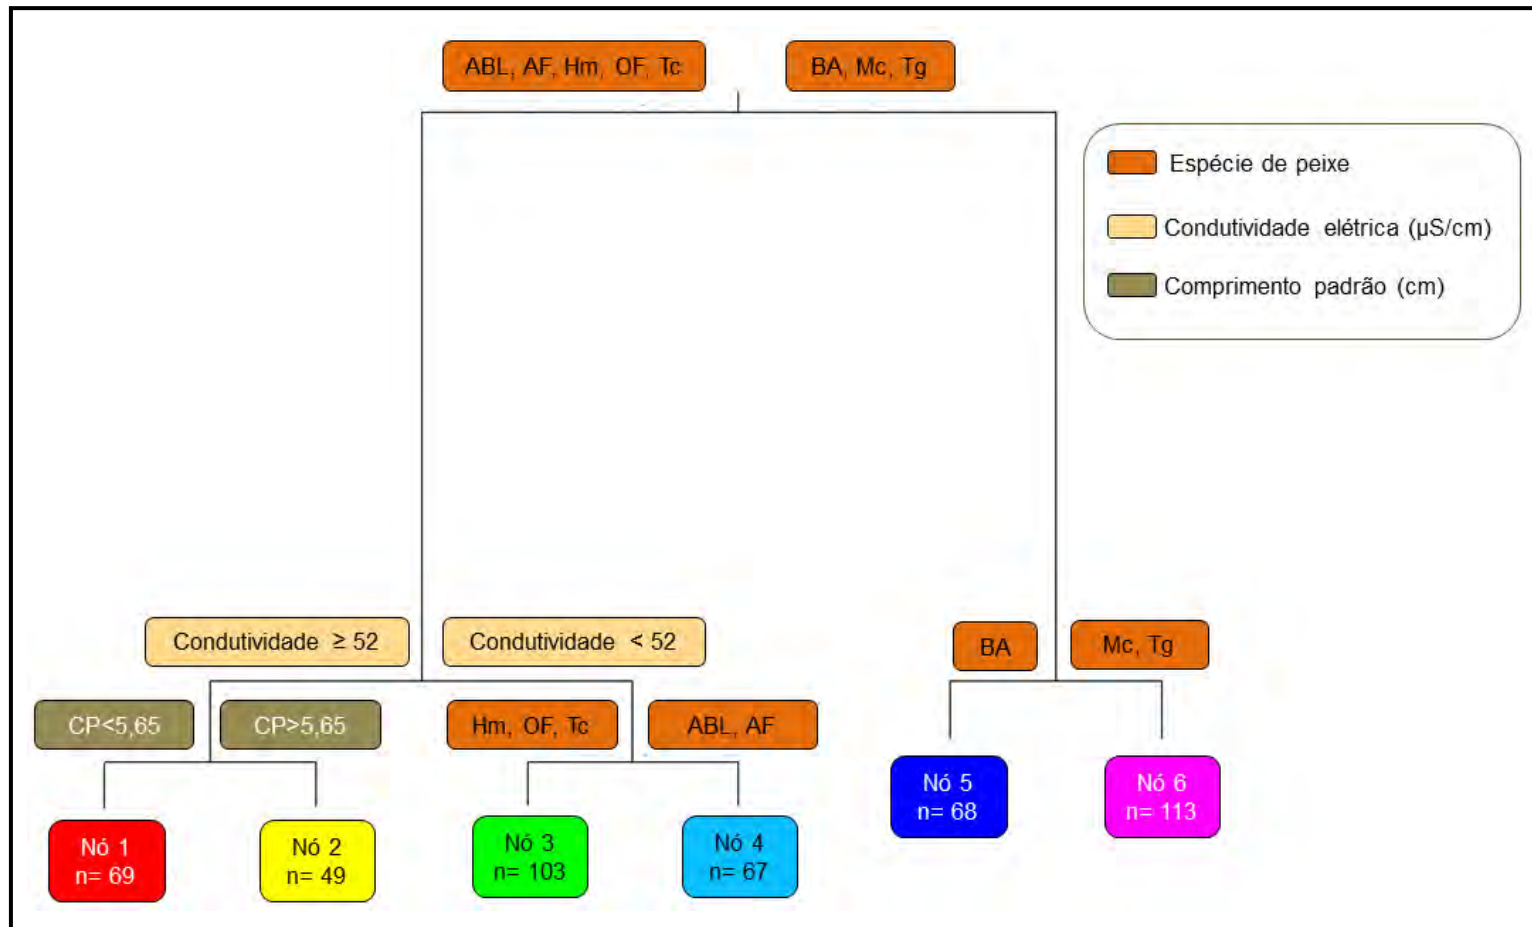 ABL, AF, Hm, OF, Tc
BA, Mc, Tg
Espécie de peixe
Condutividade elétrica (µS/cm)
Comprimento padrão (cm)
Condutividade ≥ 52
Condutividade < 52
BA
Mc, Tg
CP<5,65
CP>5,65
Hm, OF, Tc
ABL, AF
Nó 1
n= 69
Nó 2
n= 49
Nó 3
n= 103
Nó 4
n= 67
Nó 5
n= 68
Nó 6
n= 113